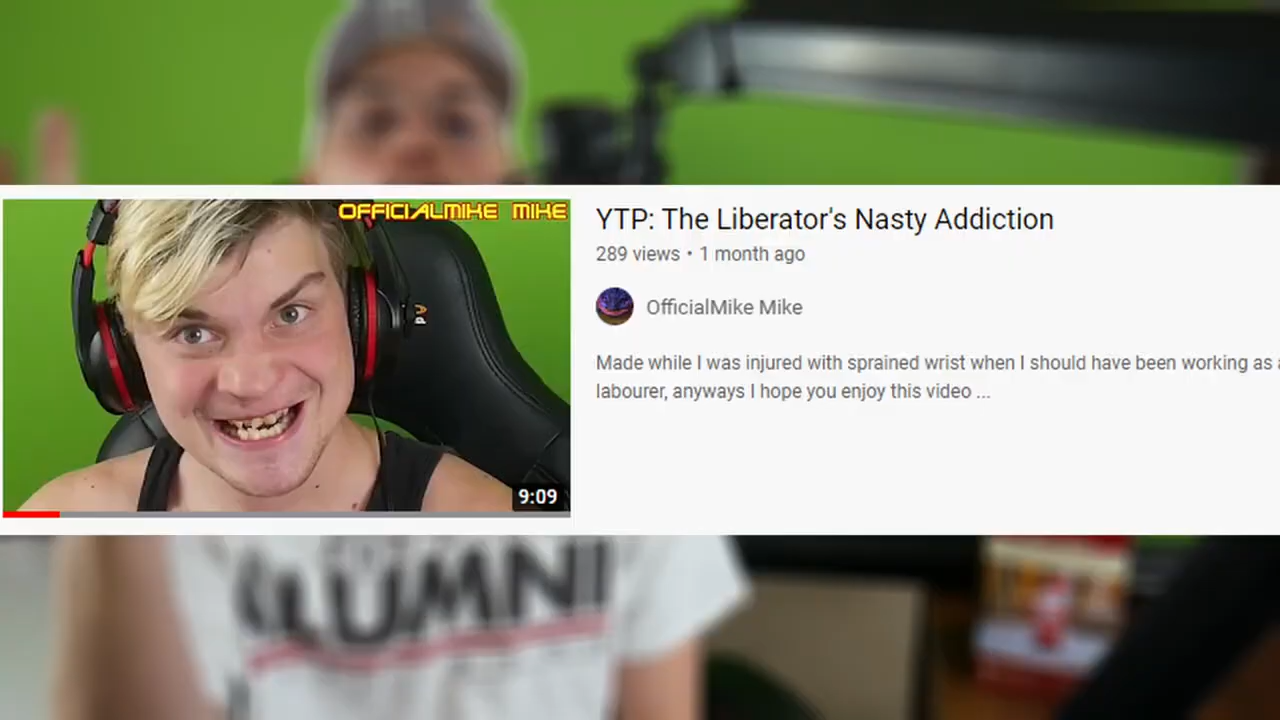 OFFICIALMIKE MIKE
YTP: The Liberator's Nasty Addiction
289 views • 1 month ago
OfficialMike Mike
Made while I was injured with sprained wrist when I should have been working as a
labourer, anyways I hope you enjoy this video ...
9:09
ALUMNI